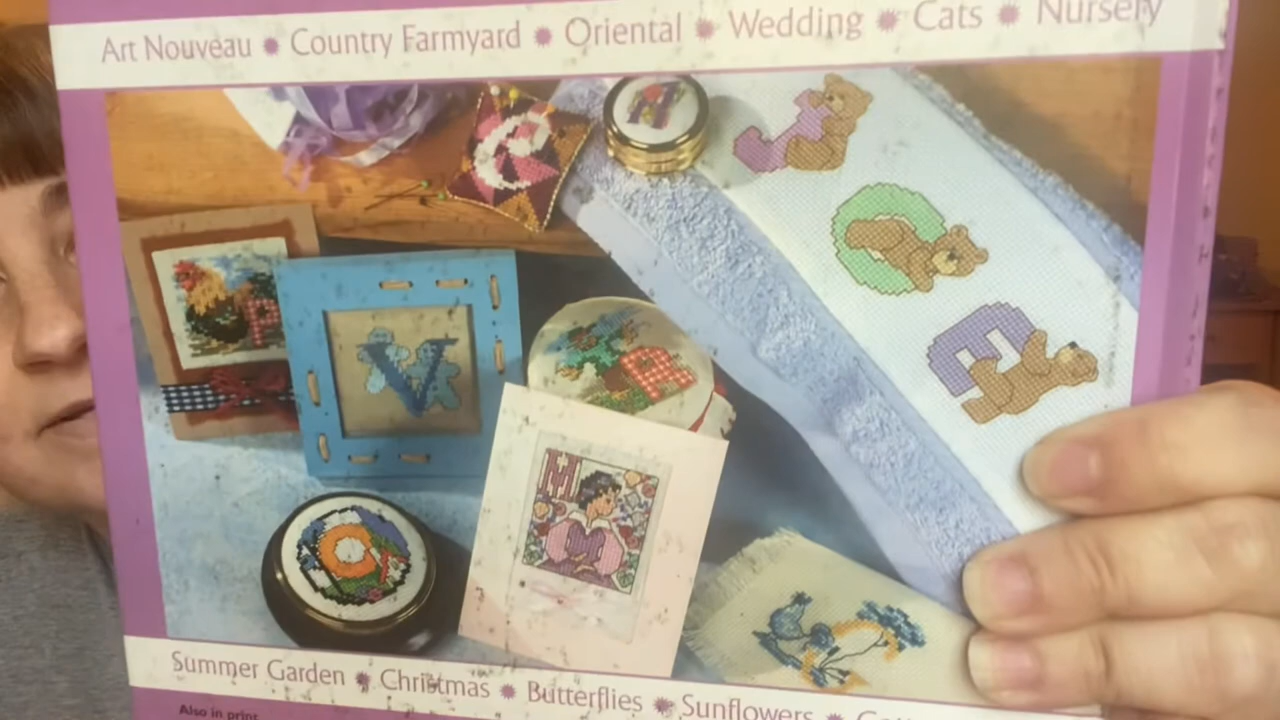 Art Nouveau * Country Farmyard * Oriental * Wedding * Cats * Nursery
C
J
O
E
R
V
R
M
O
Summer Garden * Christmas * Butterflies * Sunflowers *
Also in print